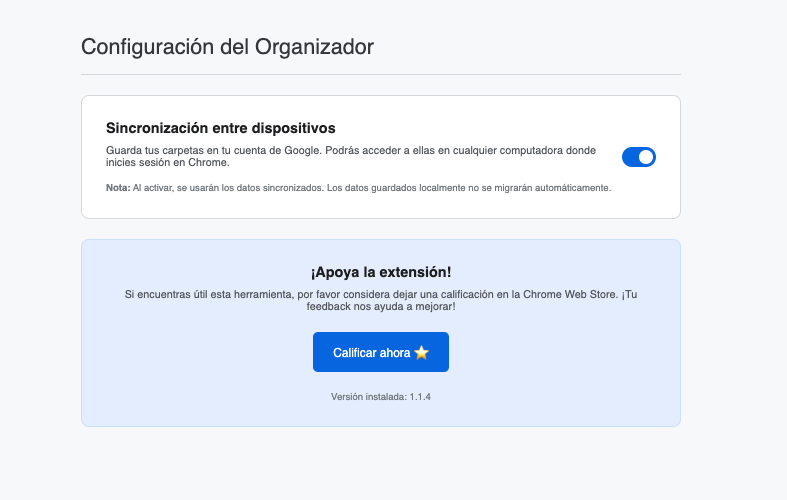 Configuración del Organizador
Sincronización entre dispositivos
Guarda tus carpetas en tu cuenta de Google. Podrás acceder a ellas en cualquier computadora donde
inicies sesión en Chrome.
Nota: Al activar, se usarán los datos sincronizados. Los datos guardados localmente no se migrarán automáticamente.
¡Apoya la extensión!
Si encuentras útil esta herramienta, por favor considera dejar una calificación en la Chrome Web Store. ¡Tu
feedback nos ayuda a mejorar!
Calificar ahora ⭐
Versión instalada: 1.1.4